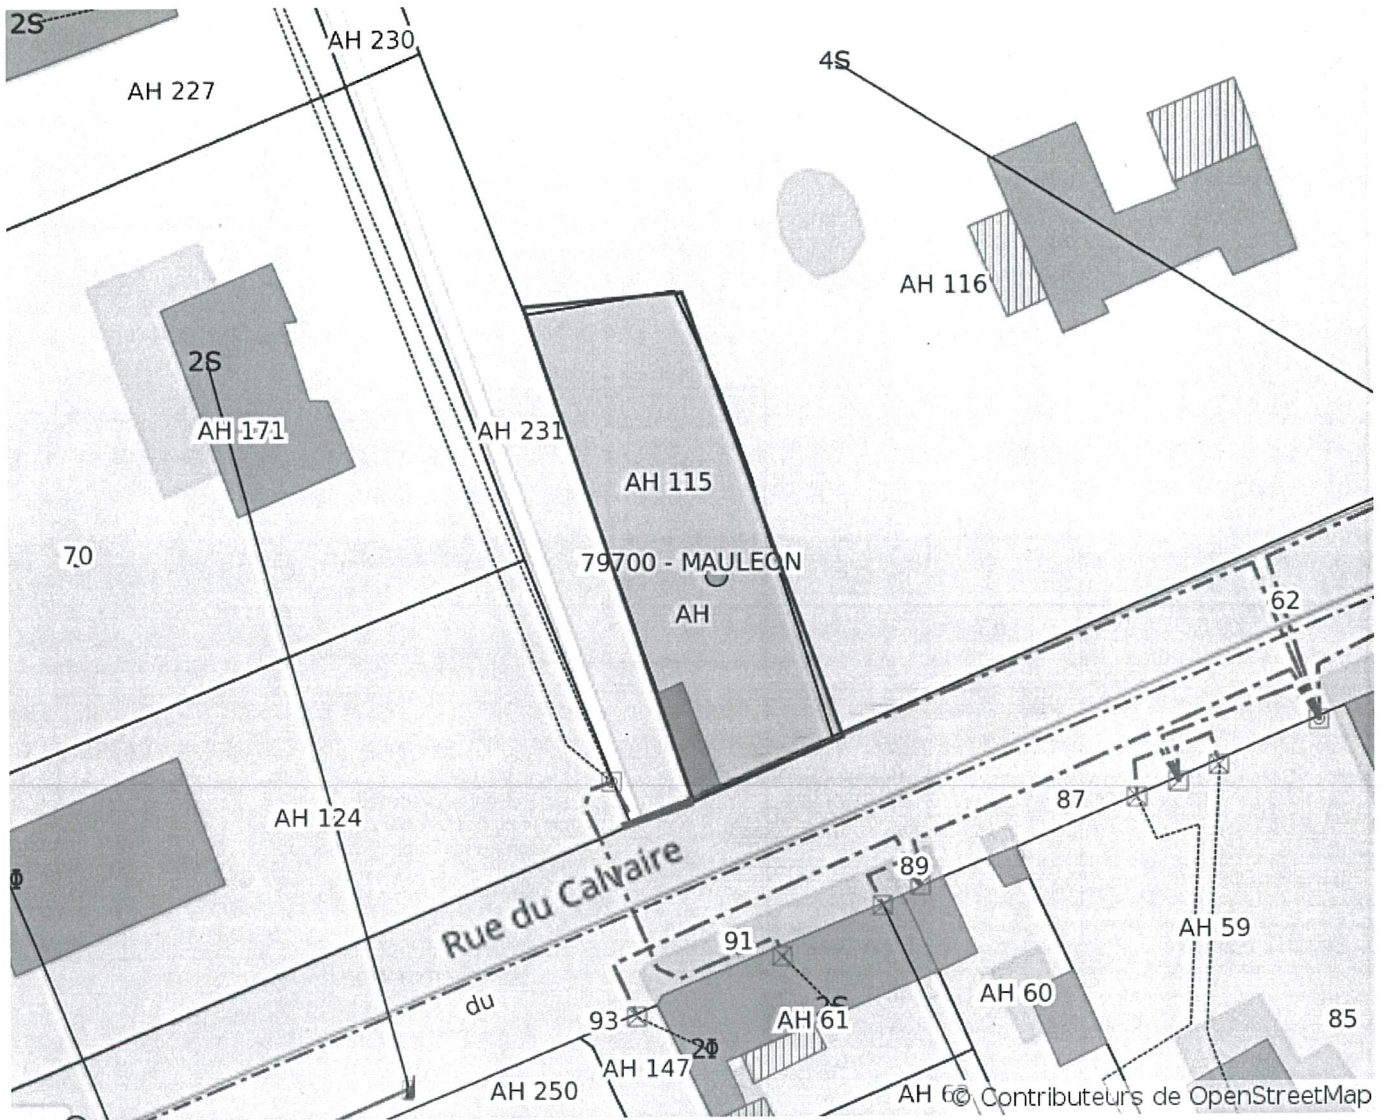 2S
AH 230
4S
AH 227
AH 116
2S
AH 171
AH 231
AH 115
70
79700 - MAULEON
AH
62
AH 124
87
Rue du Calvaire
89
91
AH 59
du
93
2S
AH 61
AH 60
85
AH 147
AH 250
© Contributeurs de OpenStreetMap